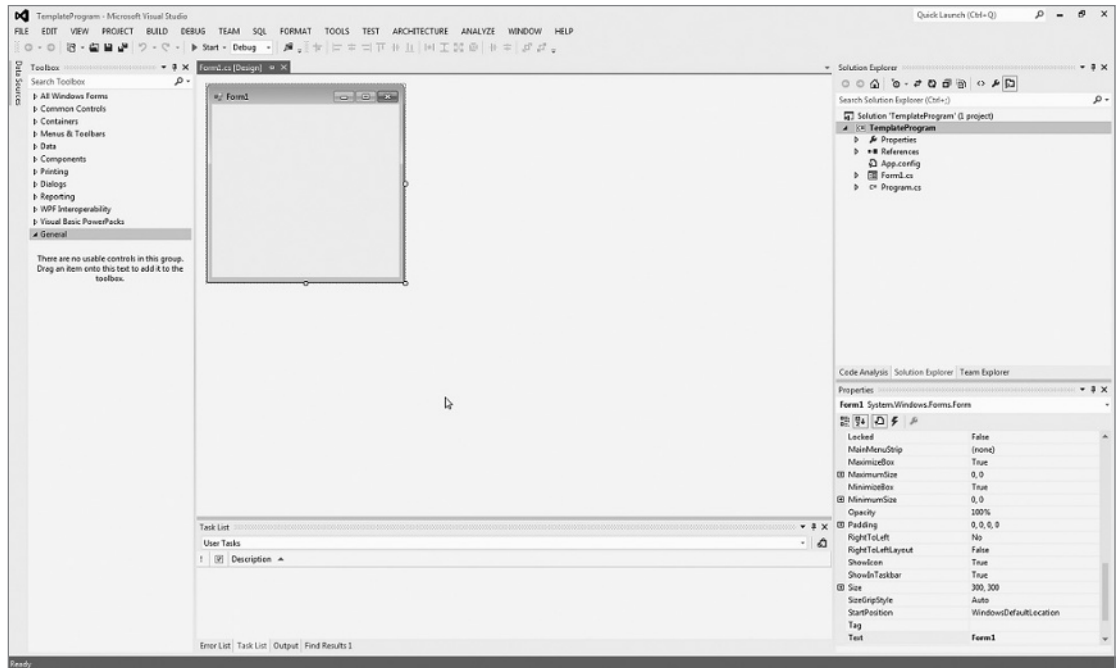 TemplateProgram - Microsoft Visual Studio
Quick Launch (Ctrl+Q)
FILE EDIT VIEW PROJECT BUILD DEBUG TEAM SQL FORMAT TOOLS TEST ARCHITECTURE ANALYZE WINDOW HELP
Start Debug
Data Sources
Toolbox
Search Toolbox
All Windows Forms
Common Controls
Containers
Menus & Toolbars
Data
Components
Printing
Dialogs
Reporting
WPF Interoperability
Visual Basic PowerPacks
General
There are no usable controls in this group.
Drag an item onto this text to add it to the
toolbox.
Form1.cs [Design]
Form1
Task List
User Tasks
! Description
Error List Task List Output Find Results 1
Solution Explorer
Search Solution Explorer (Ctrl+;)
Solution 'TemplateProgram' (1 project)
C# TemplateProgram
Properties
References
App.config
Form1.cs
C# Program.cs
Code Analysis Solution Explorer Team Explorer
Properties
Form1 System.Windows.Forms.Form
Locked False
MainMenuStrip (none)
MaximizeBox True
MaximumSize 0, 0
MinimizeBox True
MinimumSize 0, 0
Opacity 100%
Padding 0, 0, 0, 0
RightToLeft No
RightToLeftLayout False
ShowIcon True
ShowInTaskbar True
Size 300, 300
SizeGripStyle Auto
StartPosition WindowsDefaultLocation
Tag
Text Form1
Ready